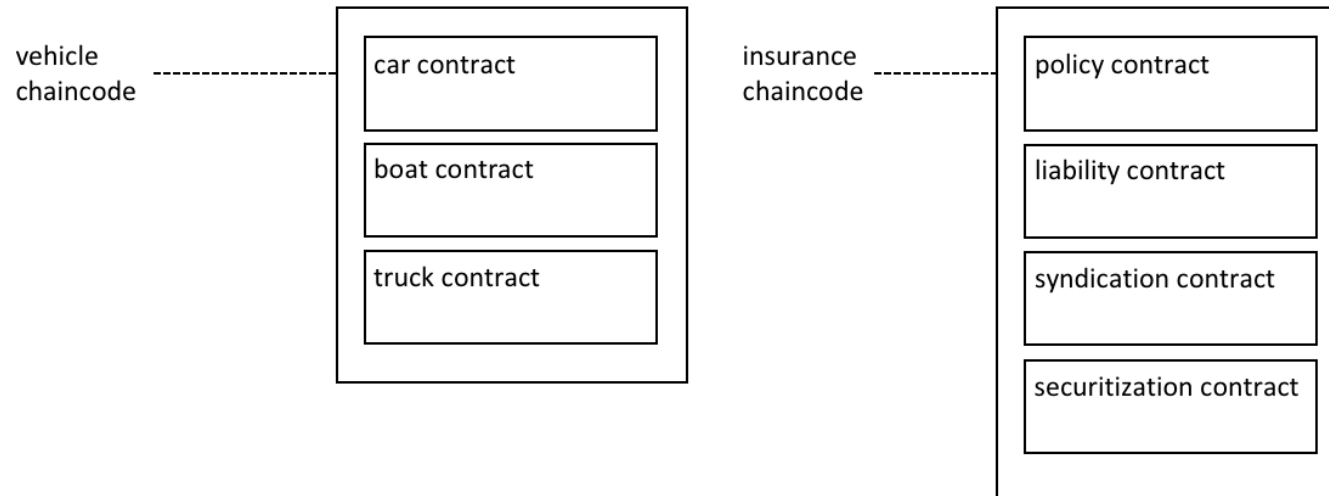 vehicle
chaincode
car contract
boat contract
truck contract
insurance
chaincode
policy contract
liability contract
syndication contract
securitization contract